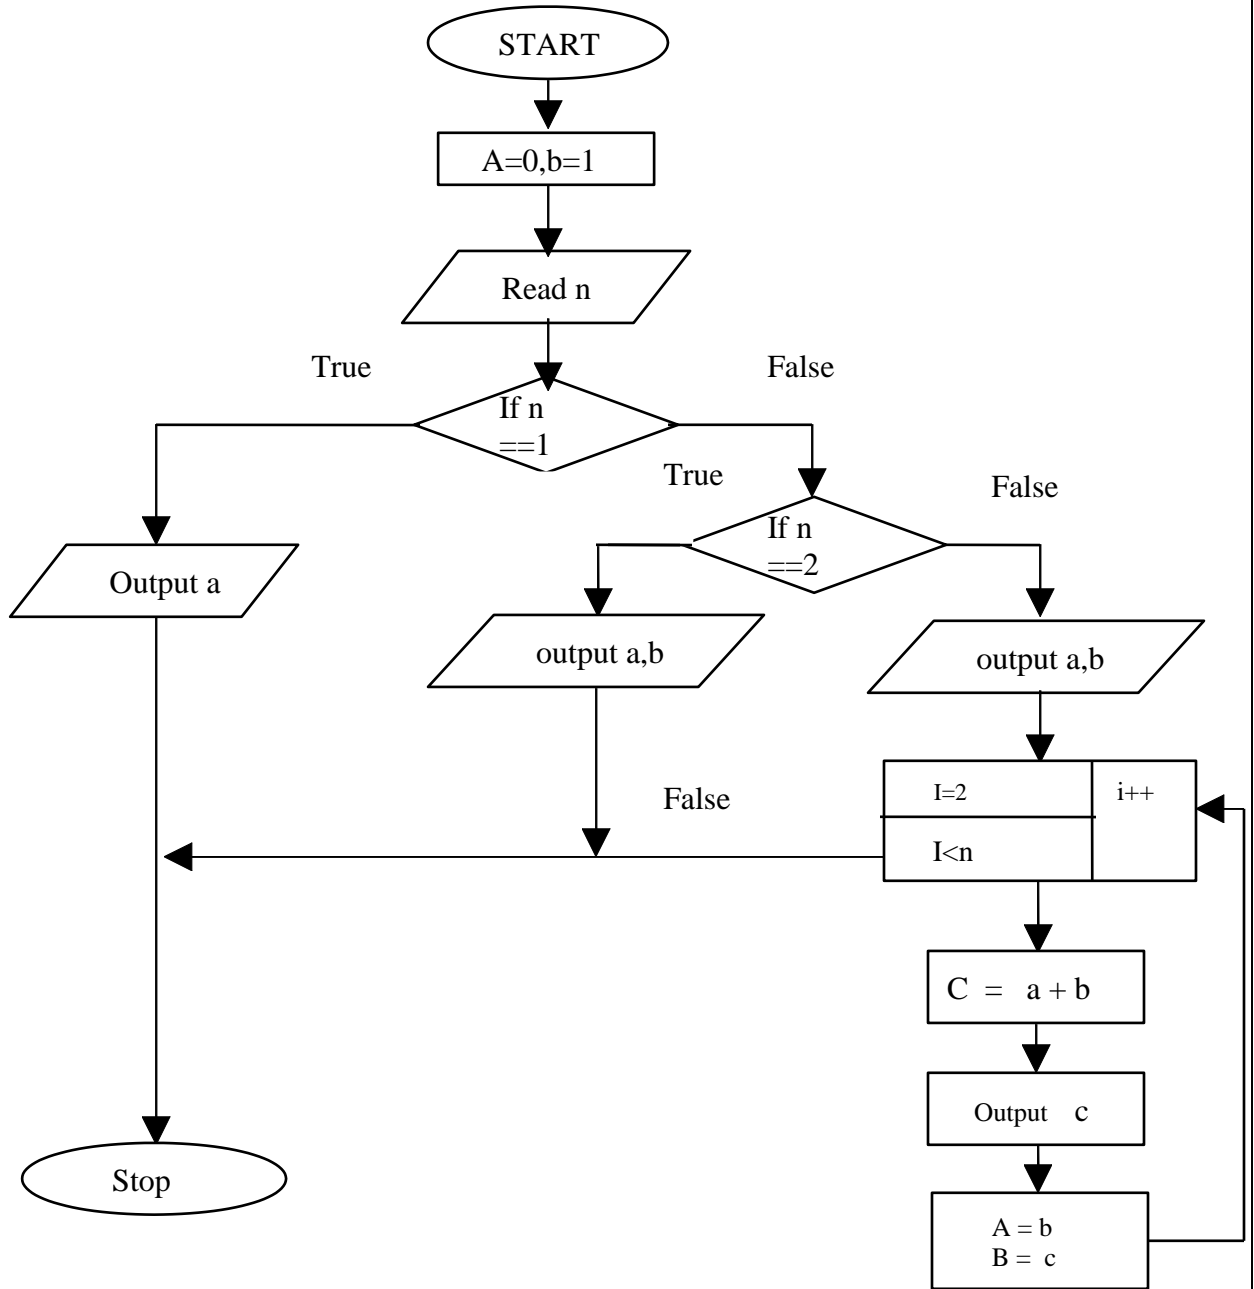 START
A=0,b=1
Read n
True
False
If n
==1
True
False
If n
==2
Output a
output a,b
output a,b
I=2
i++
False
I<n
C = a + b
Output c
Stop
A = b
B = c